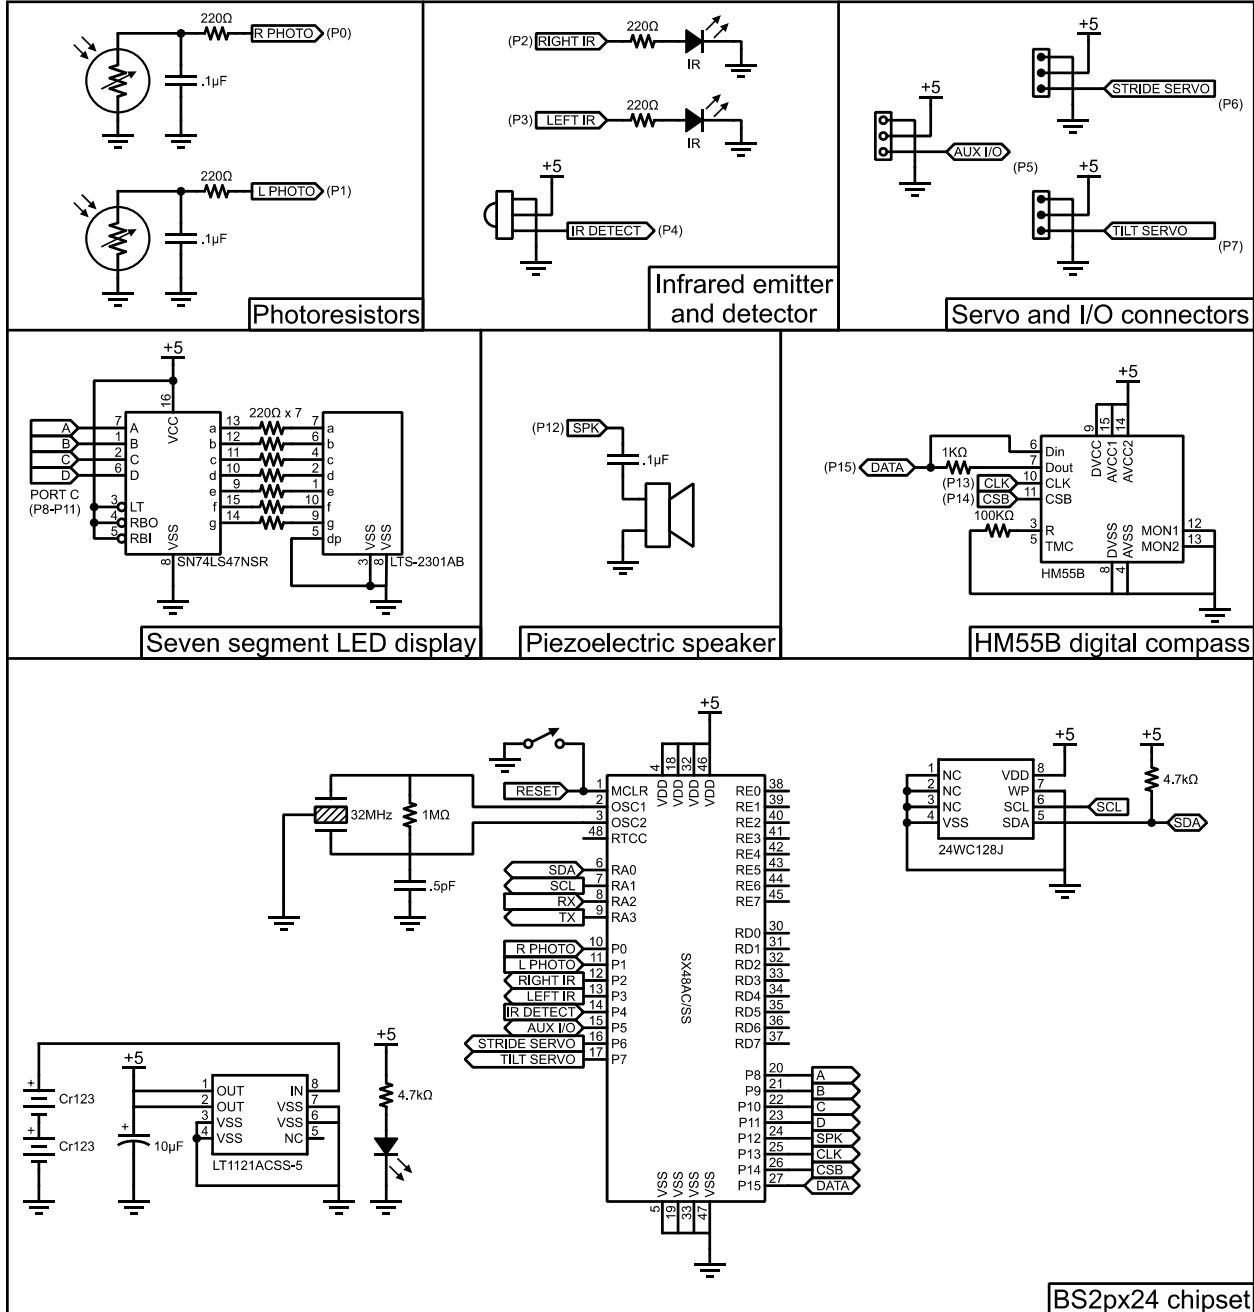 220Ω
R PHOTO (P0)
.1µF
220Ω
L PHOTO (P1)
.1µF
Photoresistors
(P2) RIGHT IR
220Ω
IR
(P3) LEFT IR
220Ω
IR
+5
IR DETECT (P4)
Infrared emitter
and detector
+5
AUX I/O
(P5)
+5
STRIDE SERVO
(P6)
+5
TILT SERVO
(P7)
Servo and I/O connectors
+5
16
VCC
A 7 A a 13 220Ω x 7 7 a
B 1 B b 12 6 b
C 2 C c 11 4 c
D 6 D d 10 2 d
PORT C
(P8-P11)
e 9 1 e
3 LT f 15 10 f
4 RBO g 14 9 g
5 RBI 5 dp
VSS 8
SN74LS47NSR
VSS VSS
3 8
LTS-2301AB
Seven segment LED display
(P12) SPK
.1µF
Piezoelectric speaker
+5
9 15 14
DVCC AVCC1 AVCC2
(P15) DATA
1KΩ
6 Din
7 Dout
(P13) CLK 10 CLK
(P14) CSB 11 CSB
100KΩ
3 R
5 TMC
DVSS AVSS
8 4
MON1 12
MON2 13
HM55B
HM55B digital compass
+5
4 18 32 46
VDD VDD VDD VDD
RESET 1 MCLR
2 OSC1
3 OSC2
48 RTCC
32MHz
1MΩ
.5pF
SDA 6 RA0
SCL 7 RA1
RX 8 RA2
TX 9 RA3
R PHOTO 10 P0
L PHOTO 11 P1
RIGHT IR 12 P2
LEFT IR 13 P3
IR DETECT 14 P4
AUX I/O 15 P5
STRIDE SERVO 16 P6
TILT SERVO 17 P7
SX48AC/SS
RE0 38
RE1 39
RE2 40
RE3 41
RE4 42
RE5 43
RE6 44
RE7 45
RD0 30
RD1 31
RD2 32
RD3 33
RD4 34
RD5 35
RD6 36
RD7 37
P8 20 A
P9 21 B
P10 22 C
P11 23 D
P12 24 SPK
P13 25 CLK
P14 26 CSB
P15 27 DATA
VSS VSS VSS VSS
5 19 33 47
+5
+5
1 NC VDD 8
2 NC WP 7
3 NC SCL 6 SCL
4 VSS SDA 5 SDA
4.7kΩ
24WC128J
+ Cr123
+ Cr123
+5
+ 10µF
1 OUT IN 8
2 OUT VSS 7
3 VSS VSS 6
4 VSS NC 5
LT1121ACSS-5
+5
4.7kΩ
BS2px24 chipset